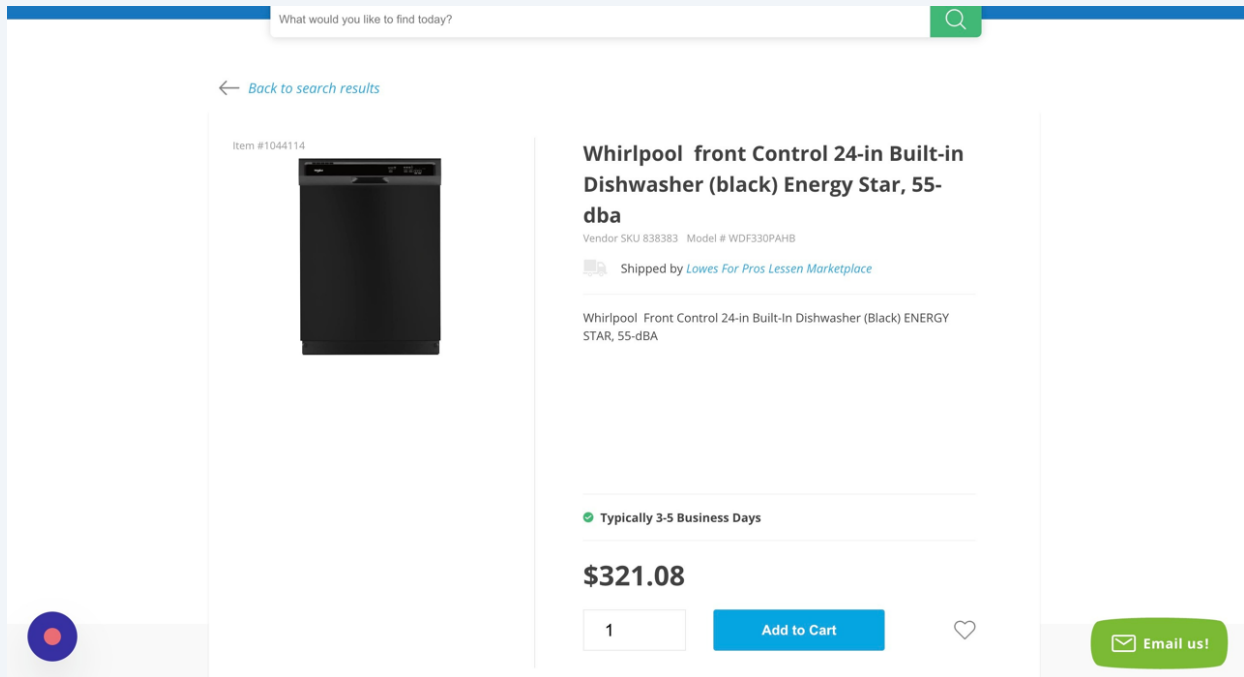 What would you like to find today?
Back to search results
Item #1044114
Whirlpool  front Control 24-in Built-in
Dishwasher (black) Energy Star, 55-
dba
Vendor SKU 838383   Model # WDF330PAHB
Shipped by Lowes For Pros Lessen Marketplace
Whirlpool  Front Control 24-in Built-In Dishwasher (Black) ENERGY
STAR, 55-dBA
Typically 3-5 Business Days
$321.08
1
Add to Cart
Email us!